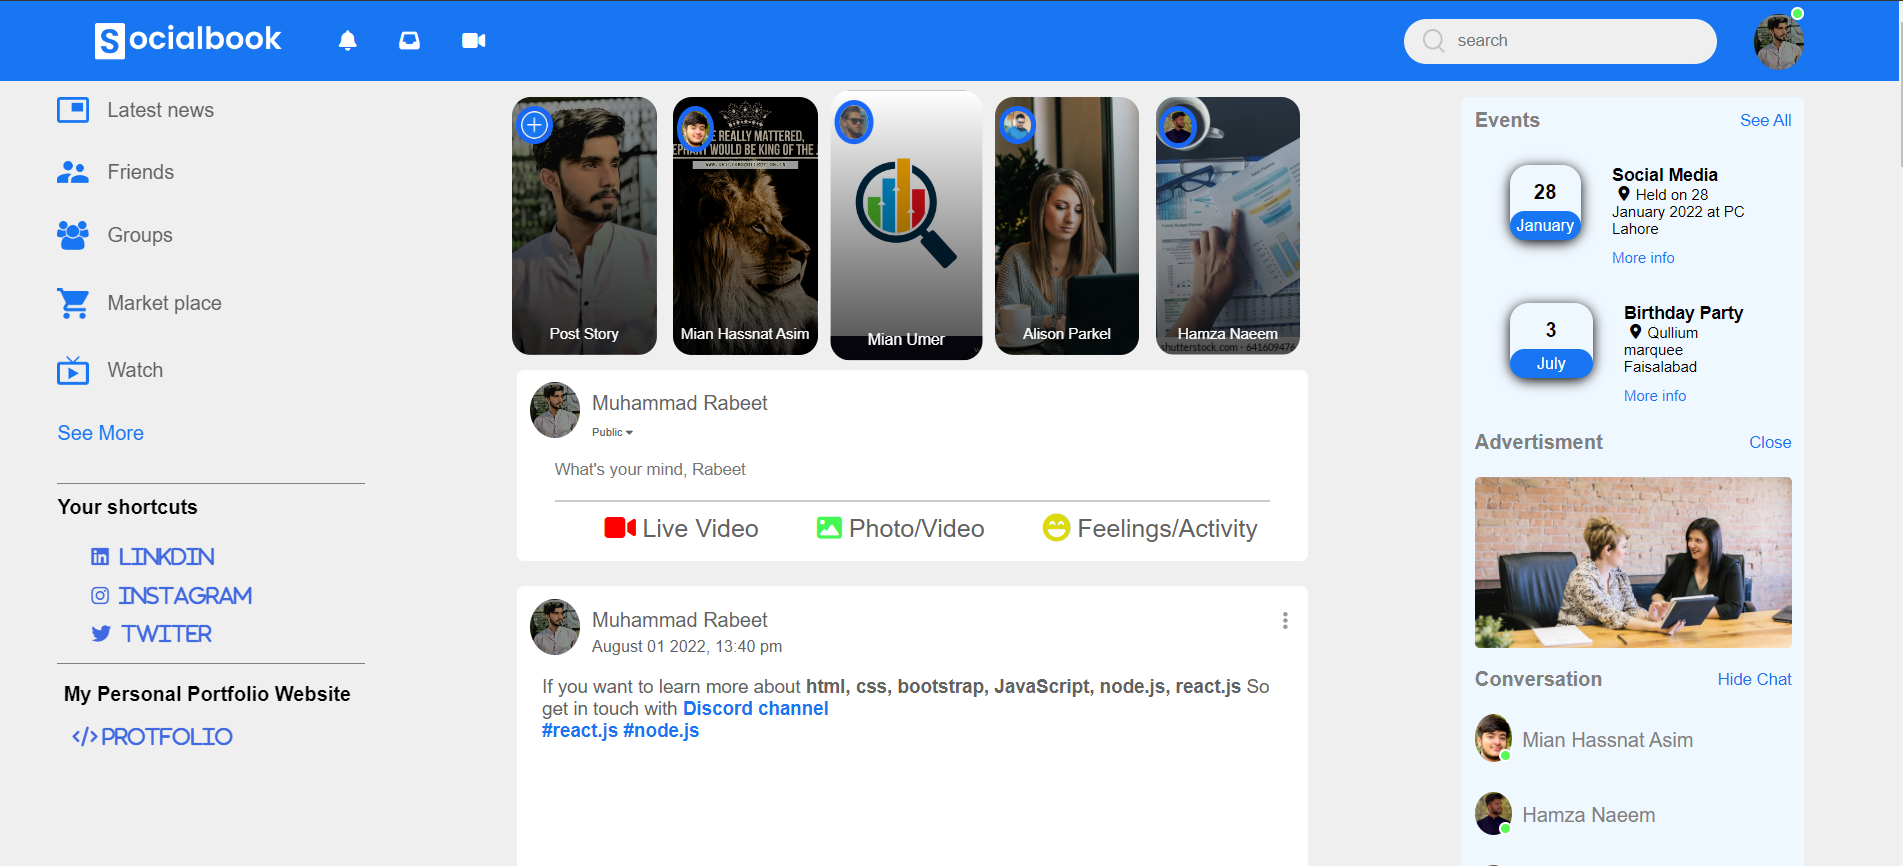 Socialbook
search
Latest news
Friends
Groups
Market place
Watch
See More
Your shortcuts
LINKDIN
INSTAGRAM
TWITER
My Personal Portfolio Website
</> PROTFOLIO
Post Story
REALLY MATTERED,
WOULD BE KING OF THE
Mian Hassnat Asim
Mian Umer
Alison Parkel
Hamza Naeem
shutterstock.com · 641609476
Muhammad Rabeet
Public
What's your mind, Rabeet
Live Video
Photo/Video
Feelings/Activity
Muhammad Rabeet
August 01 2022, 13:40 pm
If you want to learn more about html, css, bootstrap, JavaScript, node.js, react.js So
get in touch with Discord channel
#react.js #node.js
Events
See All
28
January
Social Media
Held on 28
January 2022 at PC
Lahore
More info
3
July
Birthday Party
Qullium
marquee
Faisalabad
More info
Advertisment
Close
Conversation
Hide Chat
Mian Hassnat Asim
Hamza Naeem